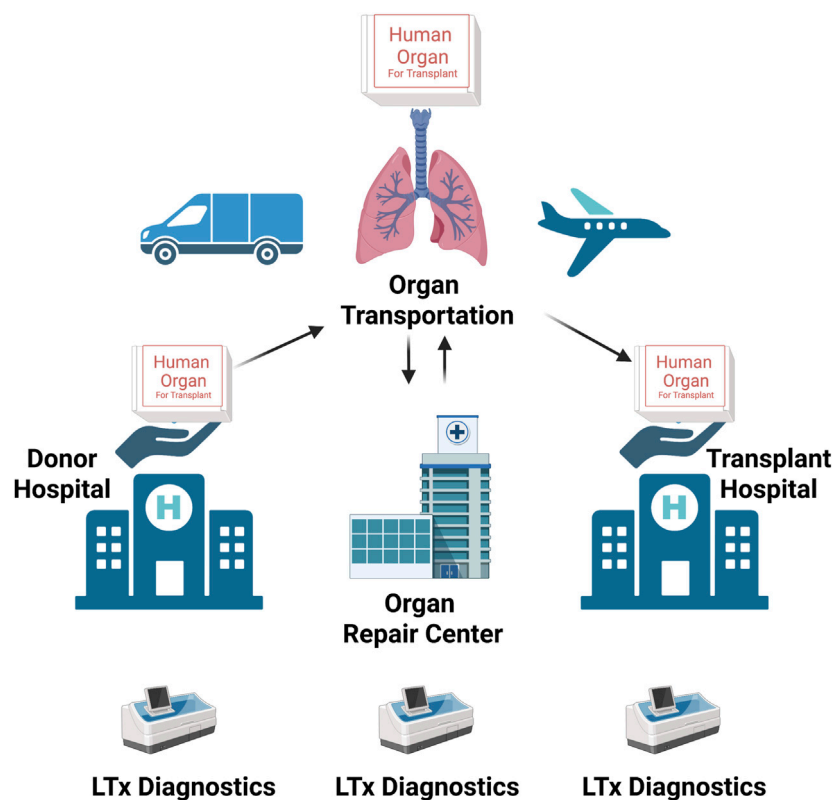 Human
Organ
For Transplant
Organ
Transportation
Human
Organ
For Transplant
Human
Organ
For Transplant
Donor
Hospital
H
Transplant
Hospital
H
Organ
Repair Center
LTx Diagnostics
LTx Diagnostics
LTx Diagnostics